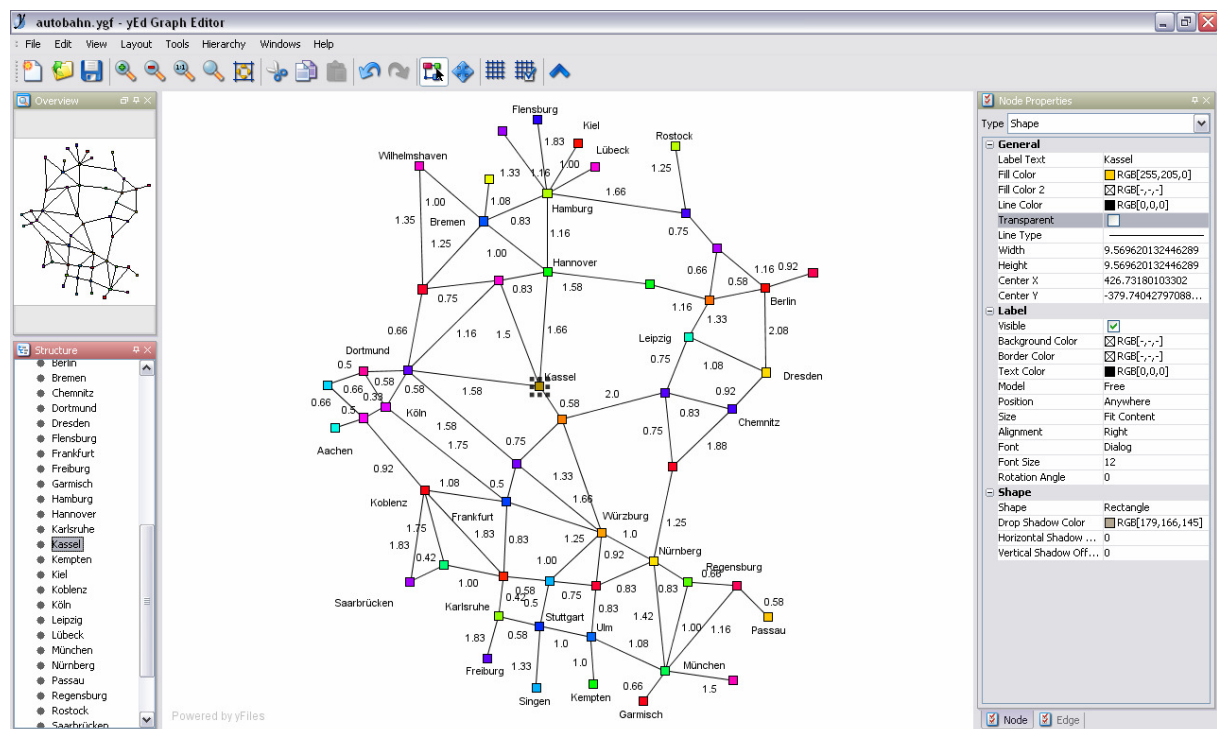 autobahn.ygf - yEd Graph Editor
File Edit View Layout Tools Hierarchy Windows Help
Overview
Structure
Berlin
Bremen
Chemnitz
Dortmund
Dresden
Flensburg
Frankfurt
Freiburg
Garmisch
Hamburg
Hannover
Karlsruhe
Kassel
Kempten
Kiel
Koblenz
Köln
Leipzig
Lübeck
München
Nürnberg
Passau
Regensburg
Rostock
Saarbrücken
Flensburg
1.83 Kiel
Rostock
Wilhelmshaven
1.33 1.16 1.00 Lübeck
1.25
1.00 1.08 1.66
Bremen 0.83 Hamburg
1.35 0.75
1.25 1.00 1.16
Hannover 0.66 0.58 1.16 0.92
0.75 0.83 1.58 1.16 Berlin
0.66 1.16 1.5 1.66 Leipzig 1.33 2.08
Dortmund 0.75 1.08
0.5 0.58 0.58 1.58 Kassel Dresden
0.66 0.33 0.58 2.0 0.92
0.66 0.5 Köln 0.83 Chemnitz
1.58 0.75 0.75
Aachen 1.75 1.88
0.92 1.08 0.5 1.33 1.66
Koblenz Frankfurt Würzburg 1.25
1.75 1.83 0.83 1.25 1.0
1.83 0.42 1.00 0.92 Nürnberg
0.66 Regensburg
1.00 0.58 0.75 0.83 0.83
Saarbrücken 0.42 0.5 0.58
Karlsruhe Stuttgart 0.83 1.42
Ulm 1.00 1.16 Passau
1.83 0.58 1.0 1.08
Freiburg 1.33 1.0 München
Singen Kempten 0.66 1.5
Garmisch
Powered by yFiles
Node Properties
Type Shape
General
Label Text Kassel
Fill Color RGB[255,205,0]
Fill Color 2 RGB[-,-,-]
Line Color RGB[0,0,0]
Transparent
Line Type
Width 9.569620132446289
Height 9.569620132446289
Center X 426.73180103302
Center Y -379.74042797088...
Label
Visible
Background Color RGB[-,-,-]
Border Color RGB[-,-,-]
Text Color RGB[0,0,0]
Model Free
Position Anywhere
Size Fit Content
Alignment Right
Font Dialog
Font Size 12
Rotation Angle 0
Shape
Shape Rectangle
Drop Shadow Color RGB[179,166,145]
Horizontal Shadow ... 0
Vertical Shadow Off... 0
Node Edge